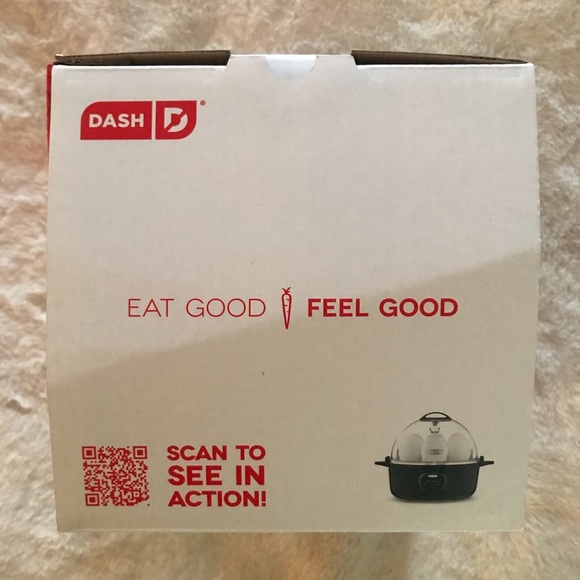 DASH D®
EAT GOOD FEEL GOOD
SCAN TO
SEE IN
ACTION!